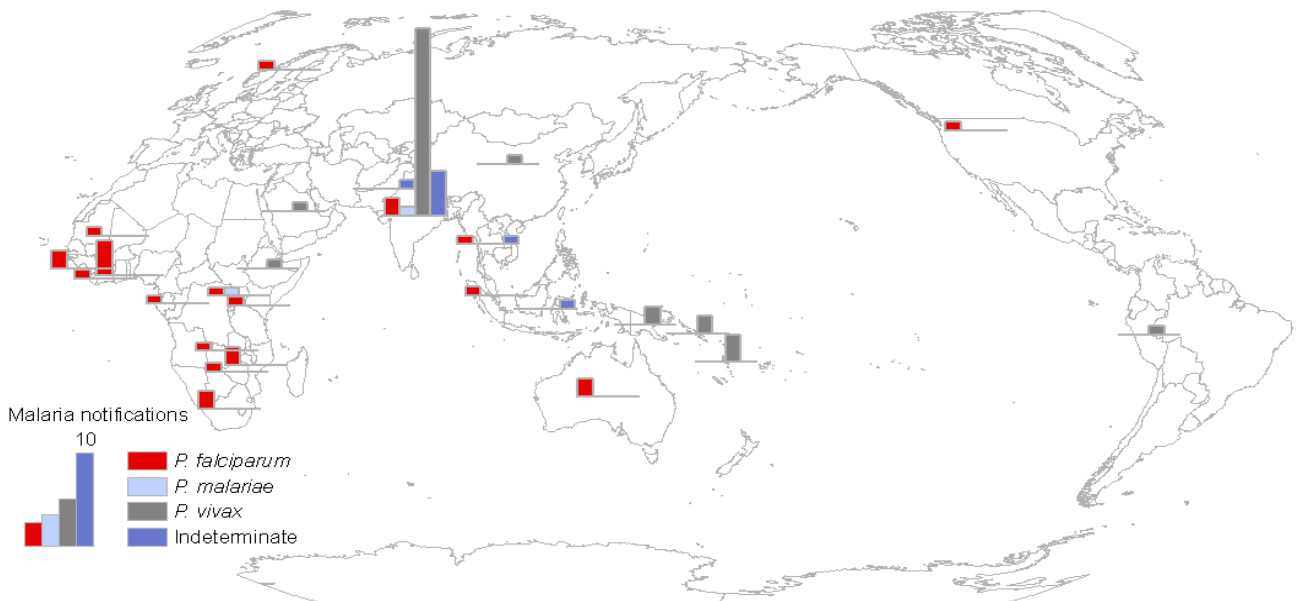 Malaria notifications
10
P. falciparum
P. malariae
P. vivax
Indeterminate